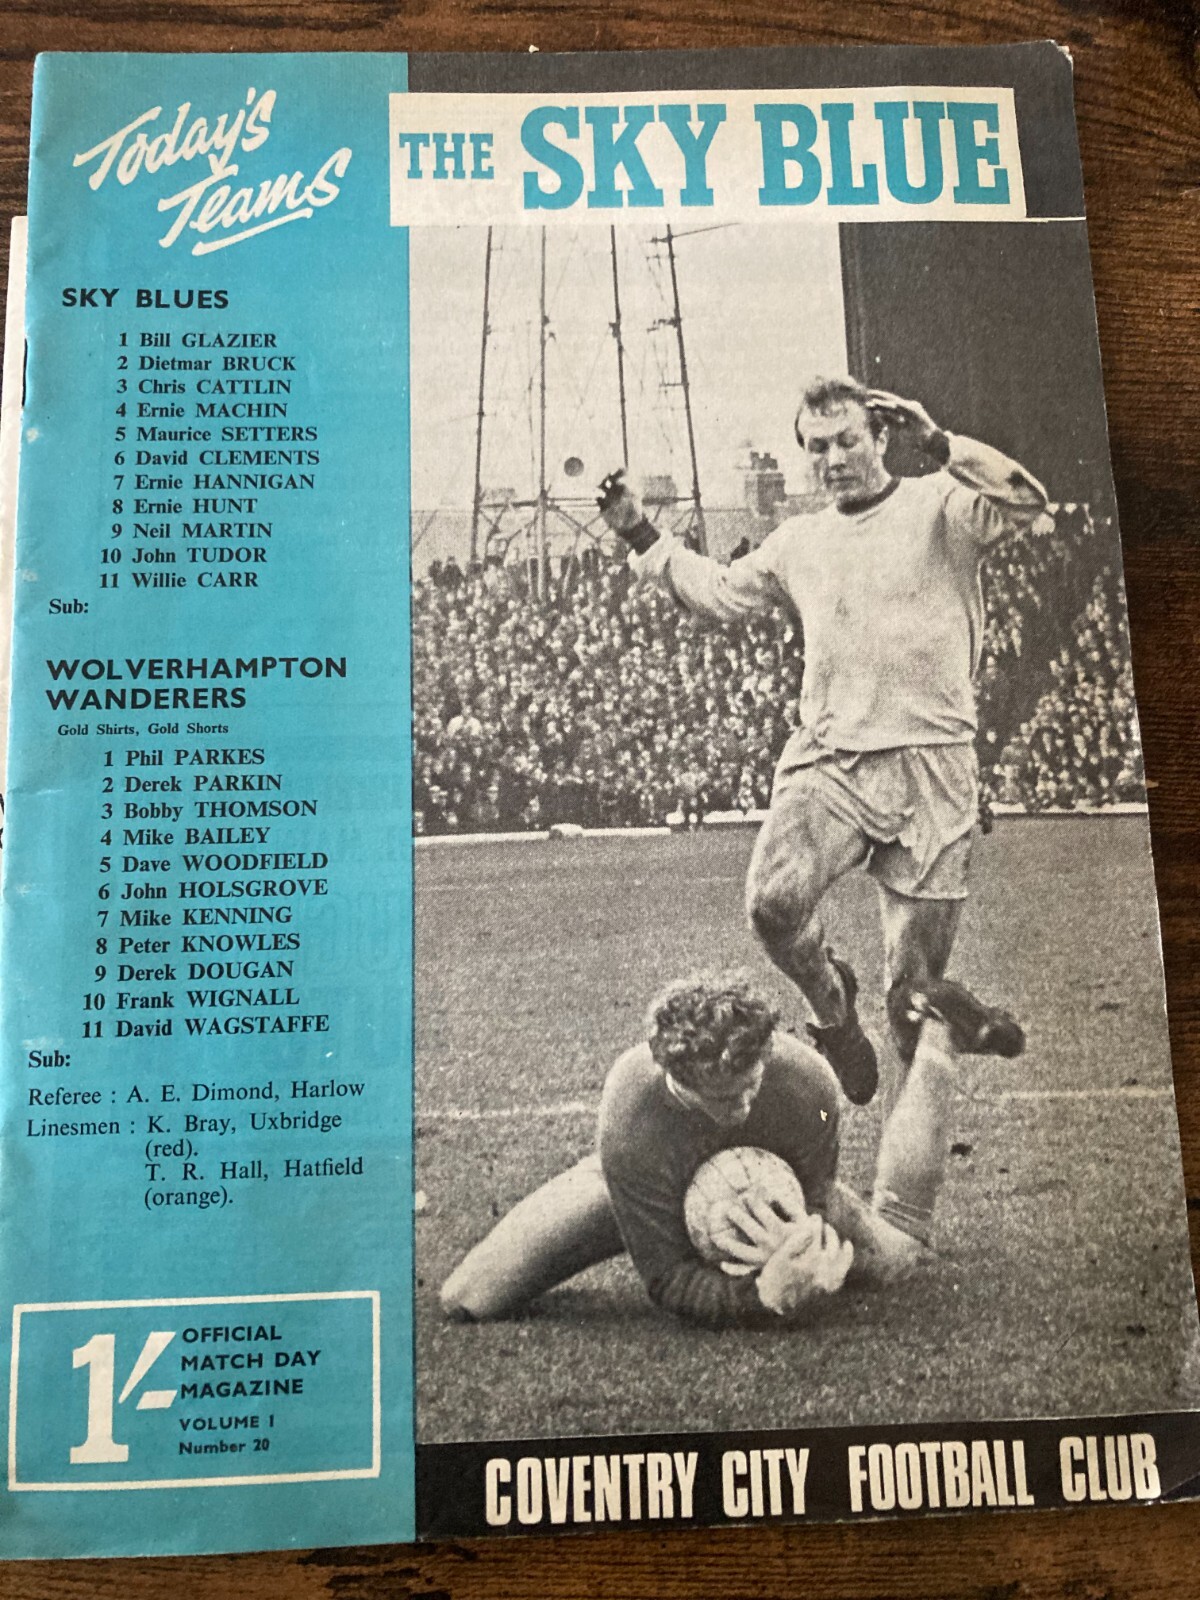 Today's
Teams
THE SKY BLUE
SKY BLUES
1 Bill GLAZIER
2 Dietmar BRUCK
3 Chris CATTLIN
4 Ernie MACHIN
5 Maurice SETTERS
6 David CLEMENTS
7 Ernie HANNIGAN
8 Ernie HUNT
9 Neil MARTIN
10 John TUDOR
11 Willie CARR
Sub:
WOLVERHAMPTON
WANDERERS
Gold Shirts, Gold Shorts
1 Phil PARKES
2 Derek PARKIN
3 Bobby THOMSON
4 Mike BAILEY
5 Dave WOODFIELD
6 John HOLSGROVE
7 Mike KENNING
8 Peter KNOWLES
9 Derek DOUGAN
10 Frank WIGNALL
11 David WAGSTAFFE
Sub:
Referee : A. E. Dimond, Harlow
Linesmen : K. Bray, Uxbridge
(red).
T. R. Hall, Hatfield
(orange).
1/-
OFFICIAL
MATCH DAY
MAGAZINE
VOLUME I
Number 20
COVENTRY CITY FOOTBALL CLUB